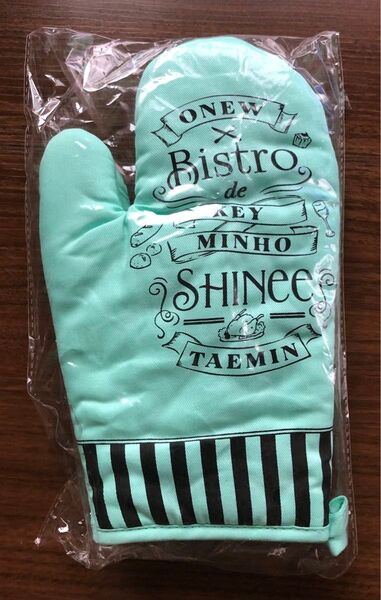 ONEW
Bistro
de
KEY
MINHO
SHINee
TAEMIN